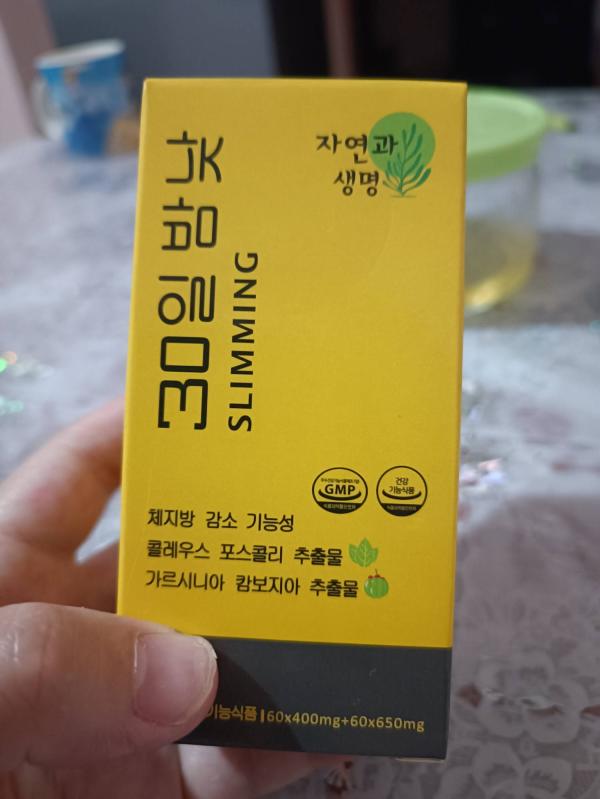 자연과
생명
30일밤낮
SLIMMING
GMP
건강
기능식품
체지방 감소 기능성
콜레우스 포스콜리 추출물
가르시니아 캄보지아 추출물
기능식품 | 60x400mg+60x650mg